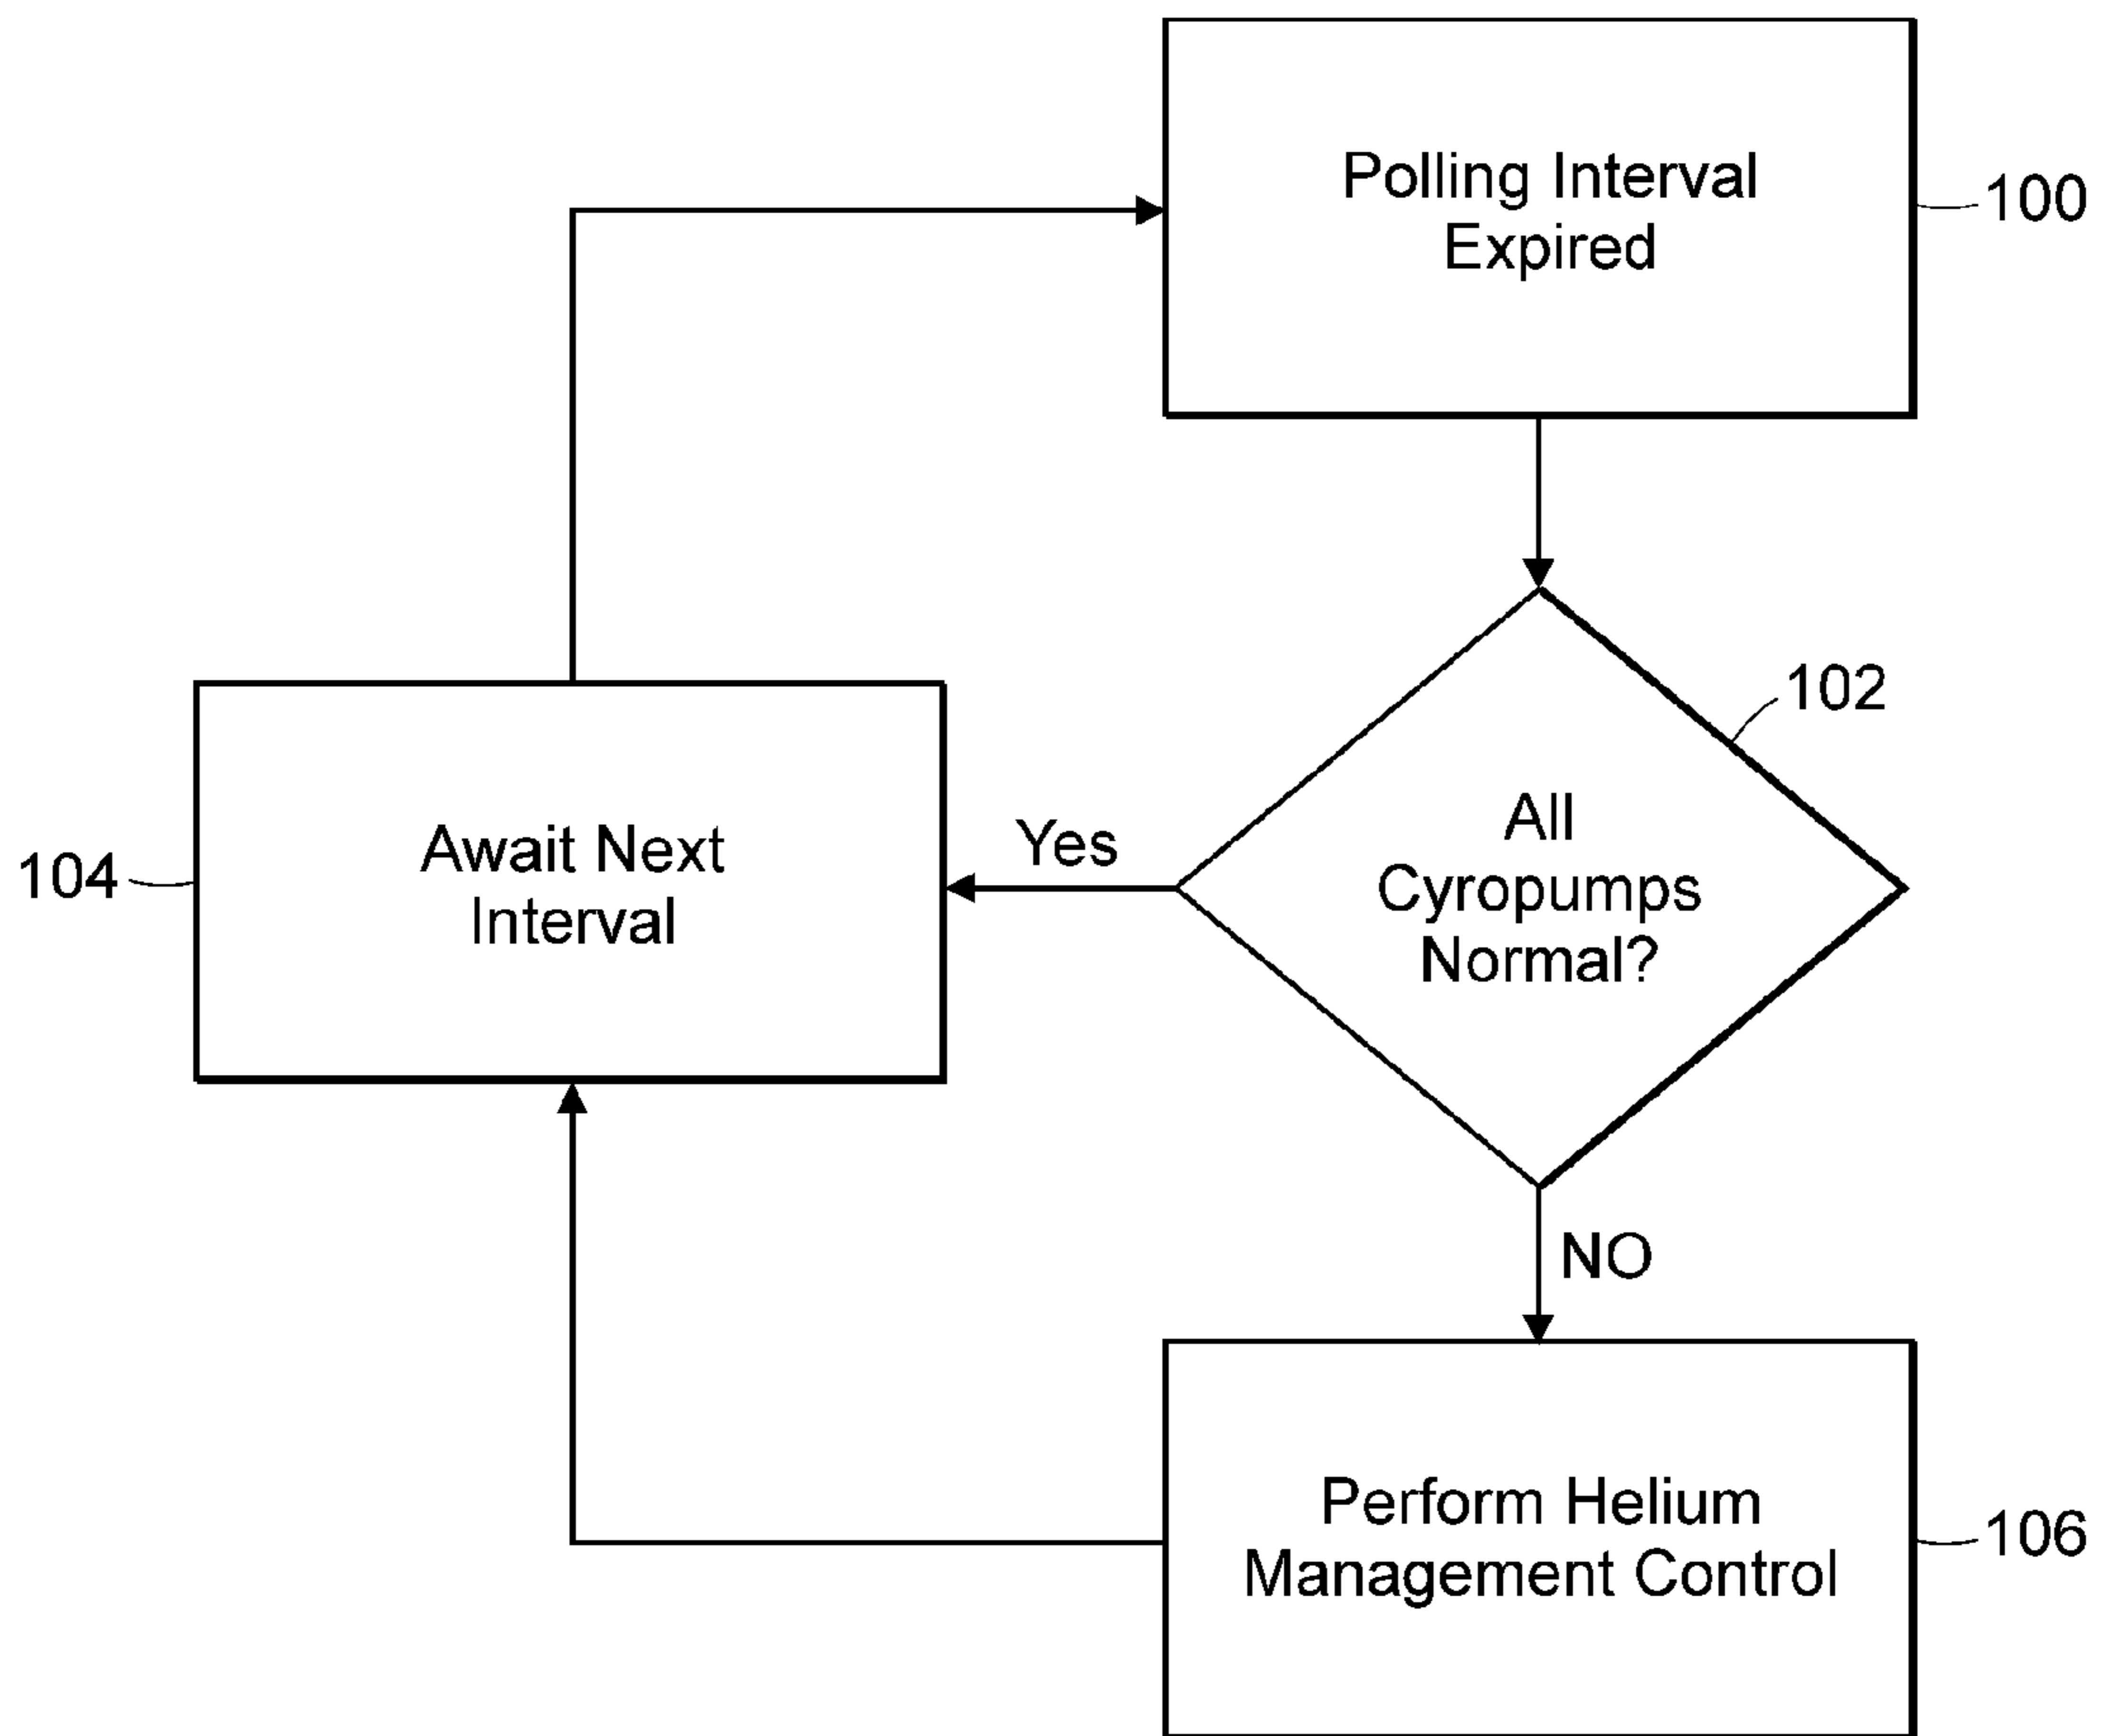 Polling Interval
Expired
100
102
All
Cyropumps
Normal?
Yes
Await Next
Interval
104
NO
Perform Helium
Management Control
106